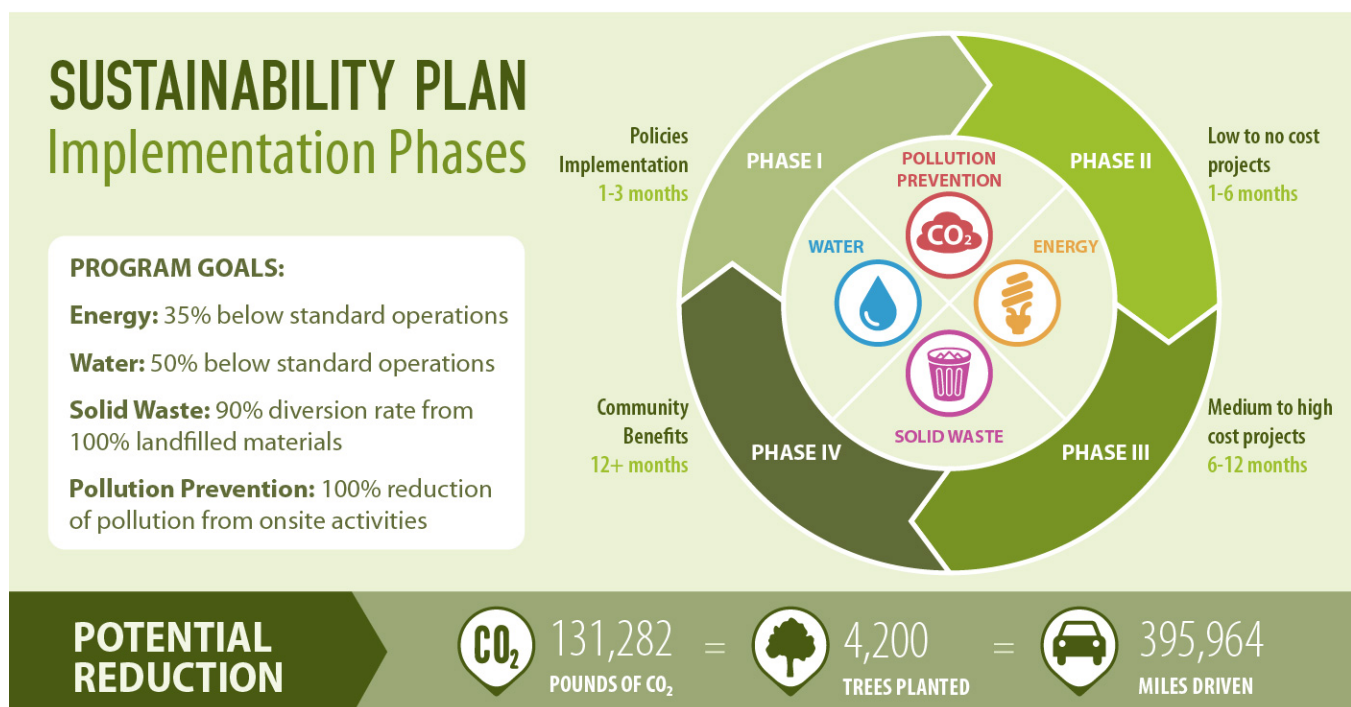 SUSTAINABILITY PLAN
Implementation Phases
PROGRAM GOALS:
Energy: 35% below standard operations
Water: 50% below standard operations
Solid Waste: 90% diversion rate from
100% landfilled materials
Pollution Prevention: 100% reduction
of pollution from onsite activities
Policies
Implementation
1-3 months
PHASE I
PHASE II
Low to no cost
projects
1-6 months
POLLUTION
PREVENTION
CO₂
WATER
ENERGY
SOLID WASTE
Community
Benefits
12+ months
PHASE IV
PHASE III
Medium to high
cost projects
6-12 months
POTENTIAL
REDUCTION
CO₂
131,282
POUNDS OF CO₂
=
4,200
TREES PLANTED
=
395,964
MILES DRIVEN